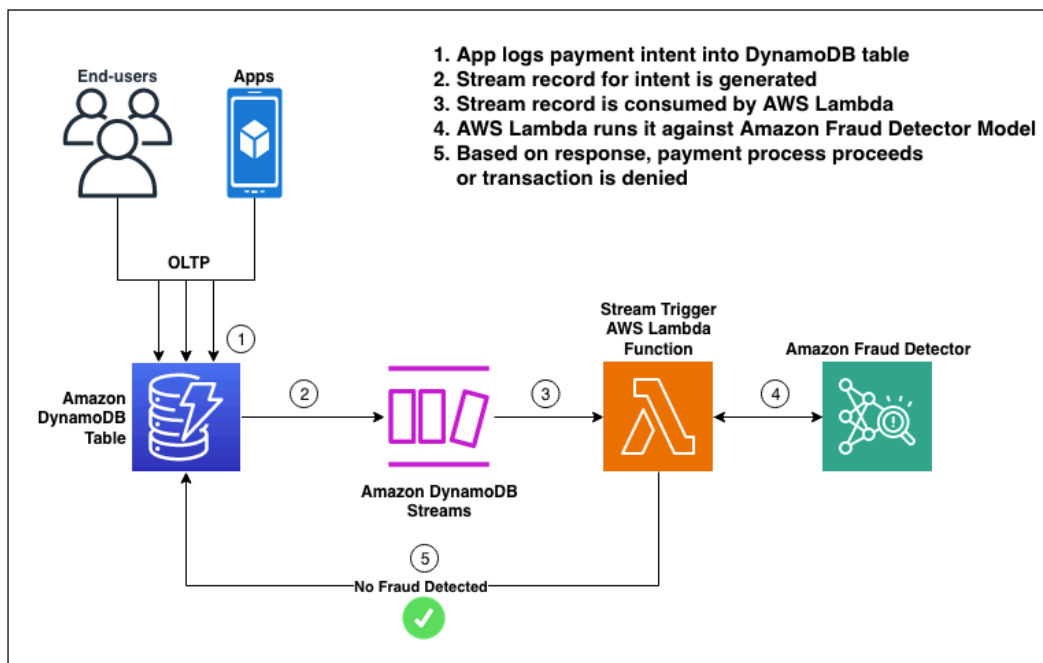 1. App logs payment intent into DynamoDB table
2. Stream record for intent is generated
3. Stream record is consumed by AWS Lambda
4. AWS Lambda runs it against Amazon Fraud Detector Model
5. Based on response, payment process proceeds
or transaction is denied
End-users
Apps
OLTP
1
Amazon
DynamoDB
Table
2
Amazon DynamoDB
Streams
3
Stream Trigger
AWS Lambda
Function
4
Amazon Fraud Detector
5
No Fraud Detected